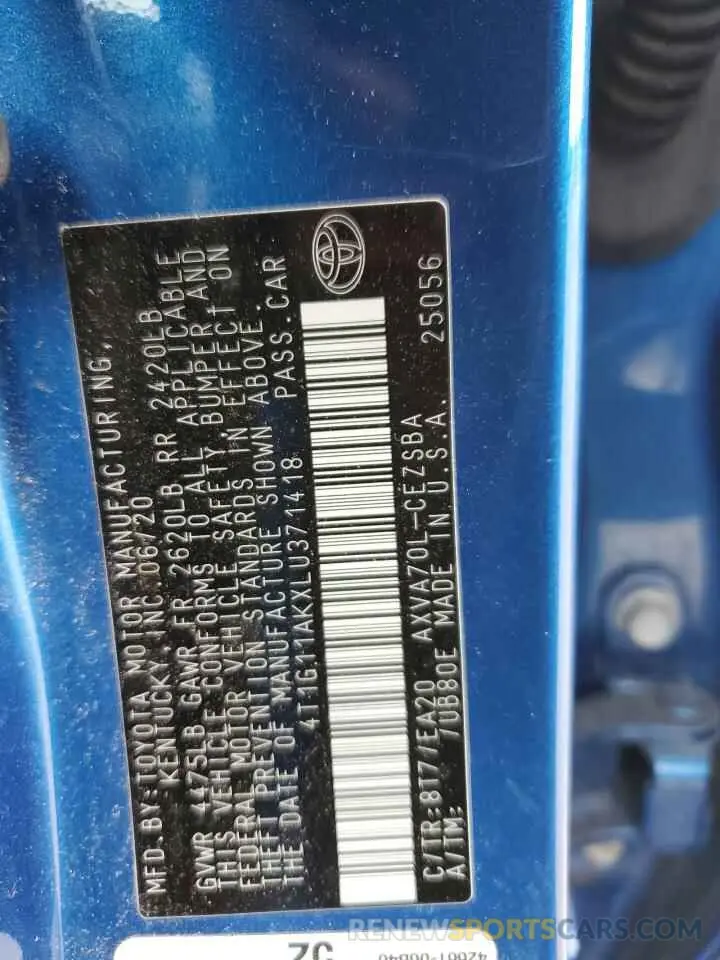 MFD. BY: TOYOTA MOTOR MANUFACTURING,
KENTUCKY, INC. 06/20
GVWR 4475LB GAWR FR 2620LB RR 2420LB
THIS VEHICLE CONFORMS TO ALL APPLICABLE
FEDERAL MOTOR VEHICLE SAFETY, BUMPER AND
THEFT PREVENTION STANDARDS IN EFFECT ON
THE DATE OF MANUFACTURE SHOWN ABOVE.
4T1G11AKXLU371418 PASS. CAR
C/TR: 8T7/EA20 AXVA70L-CEZSBA 25056
A/TM: 70B80E MADE IN U.S.A.
RENEWSPORTSCARS.COM